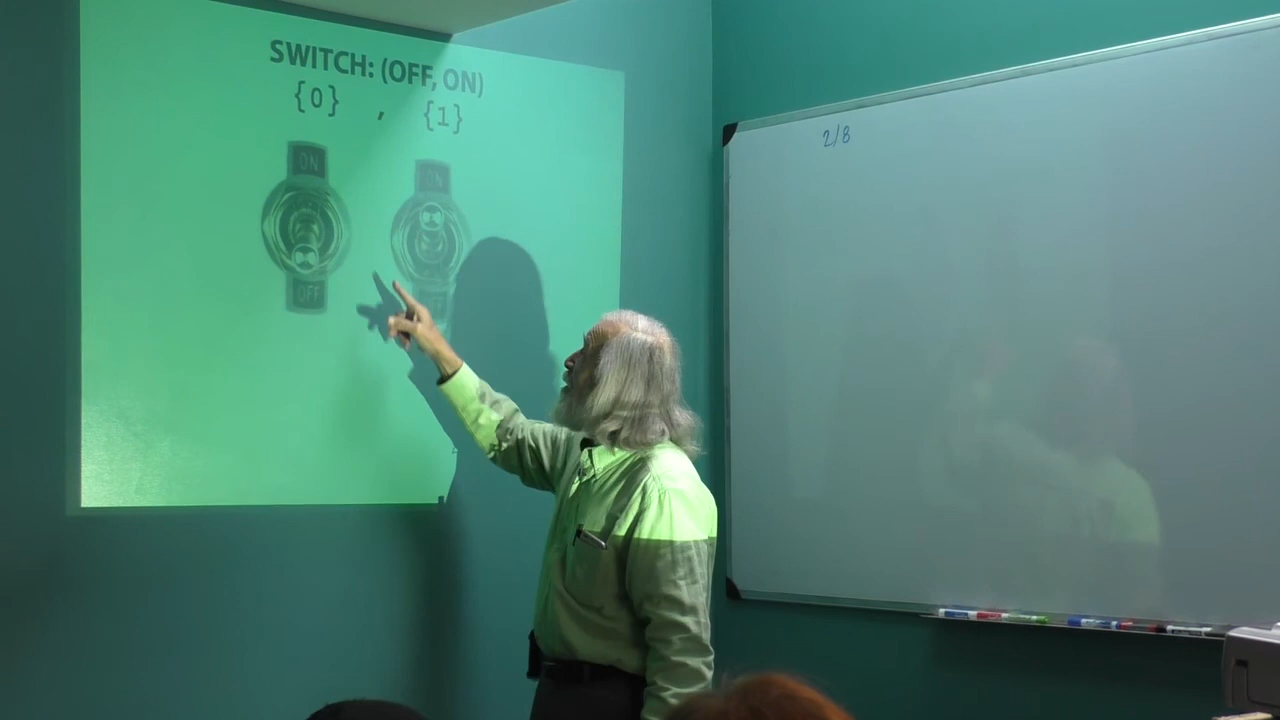 SWITCH: (OFF, ON)
{0} , {1}
ON ON
OFF
2/8